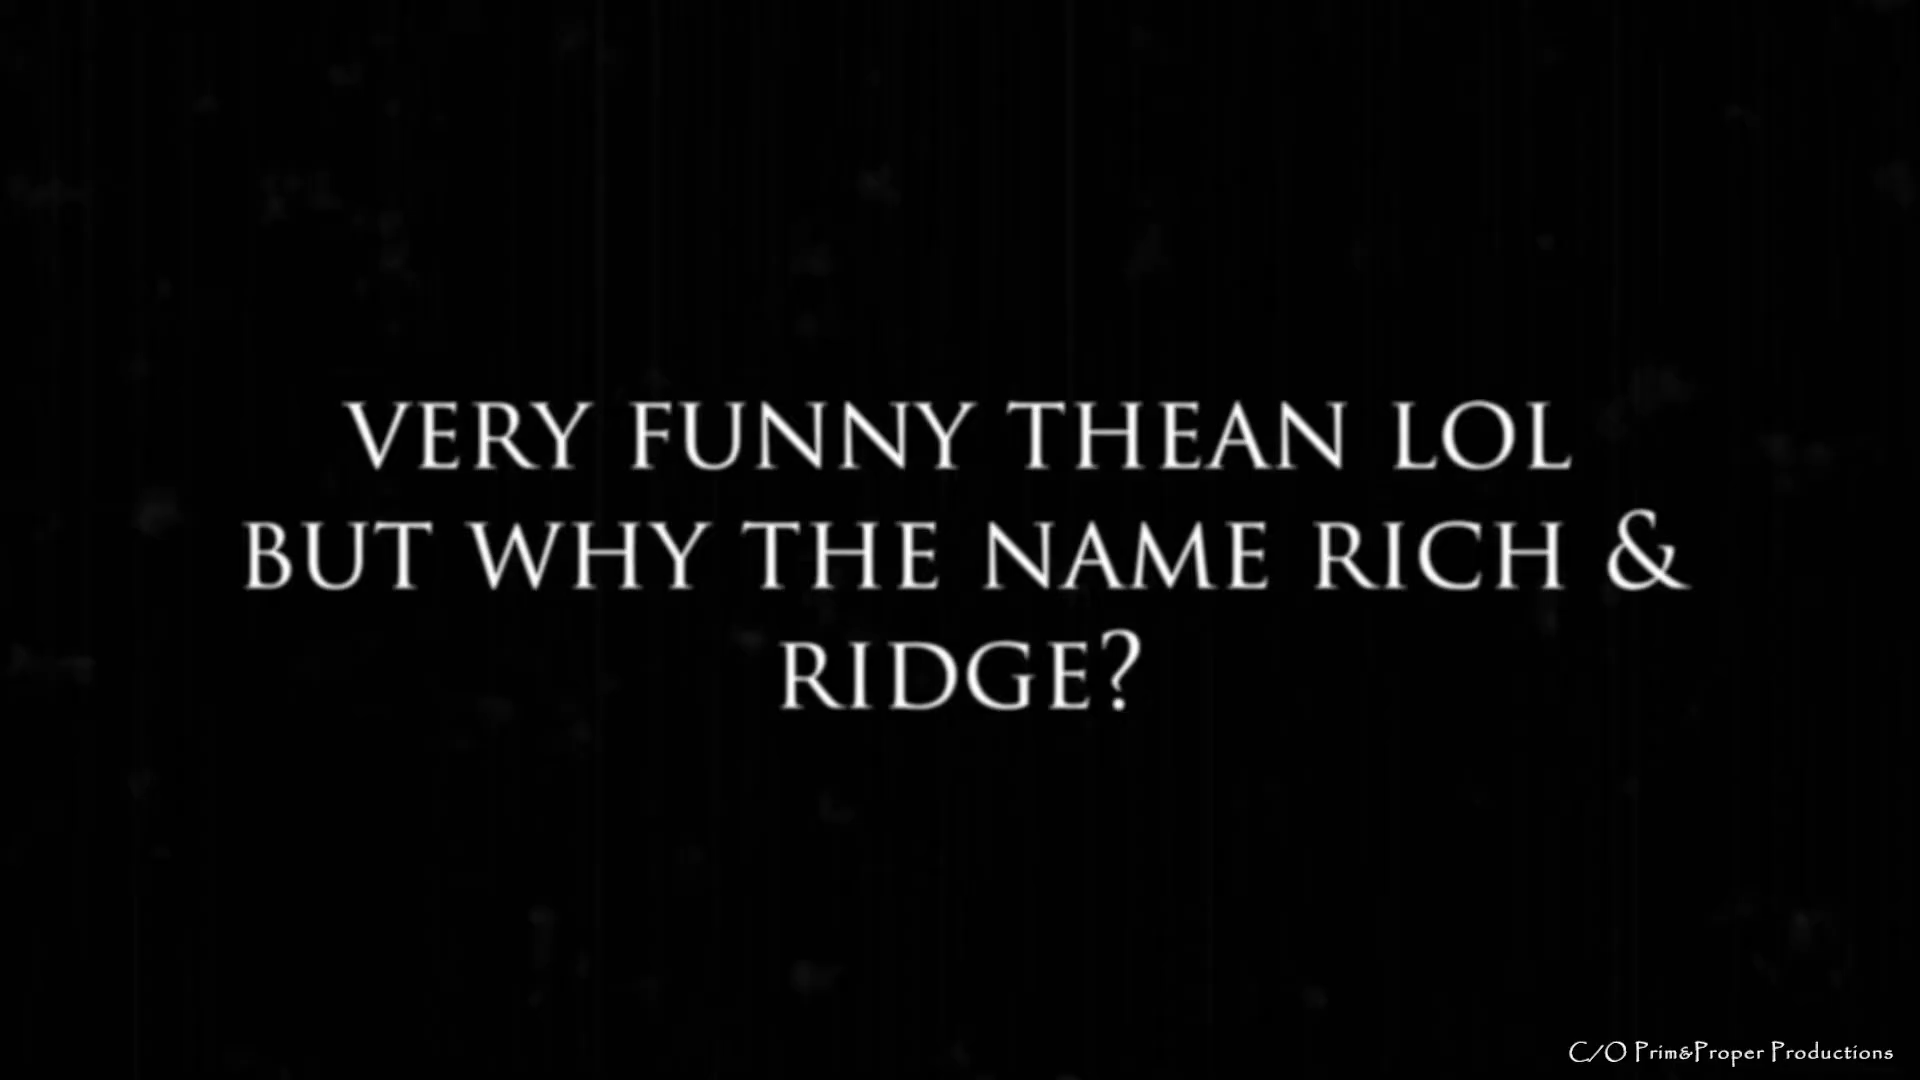 VERY FUNNY THEAN LOL
BUT WHY THE NAME RICH &
RIDGE?
C/O Prim&Proper Productions